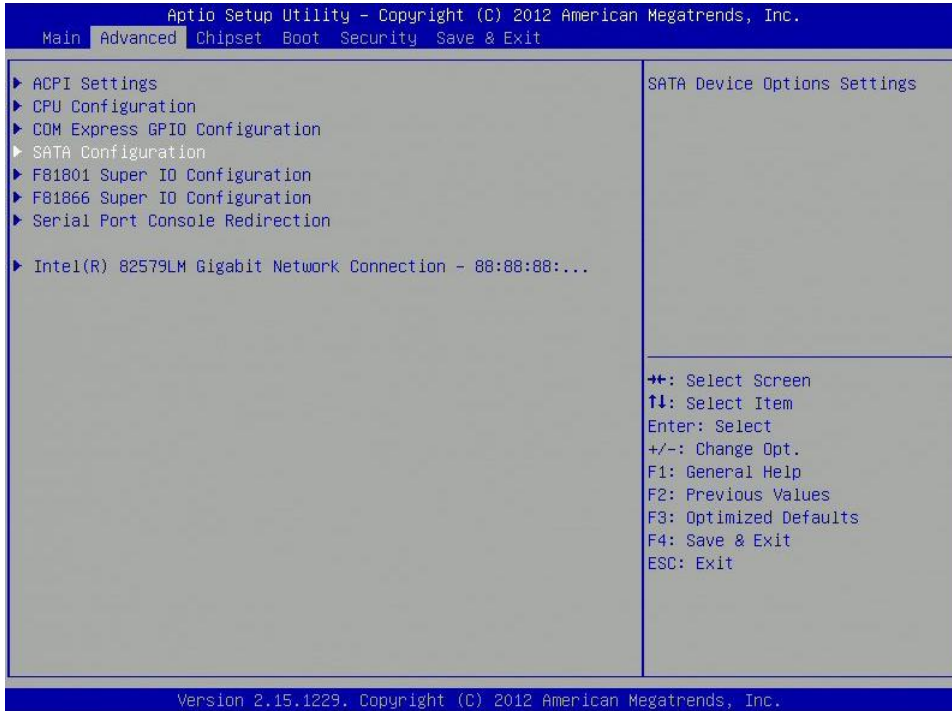 Aptio Setup Utility – Copyright (C) 2012 American Megatrends, Inc.
Main Advanced Chipset Boot Security Save & Exit
▶ ACPI Settings
▶ CPU Configuration
▶ COM Express GPIO Configuration
▶ SATA Configuration
▶ F81801 Super IO Configuration
▶ F81866 Super IO Configuration
▶ Serial Port Console Redirection
▶ Intel(R) 82579LM Gigabit Network Connection – 88:88:88:...
SATA Device Options Settings
→←: Select Screen
↑↓: Select Item
Enter: Select
+/-: Change Opt.
F1: General Help
F2: Previous Values
F3: Optimized Defaults
F4: Save & Exit
ESC: Exit
Version 2.15.1229. Copyright (C) 2012 American Megatrends, Inc.